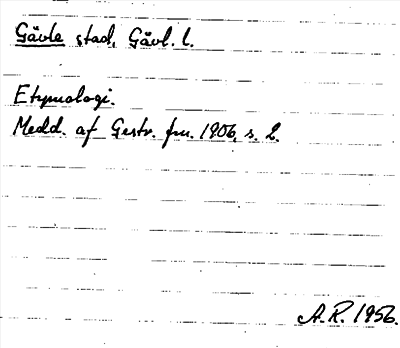 Gävle stad, Gävl. l.
Etymologi.
Medd. af Gestr. fm. 1906, s. 2.
A.R. 1956.